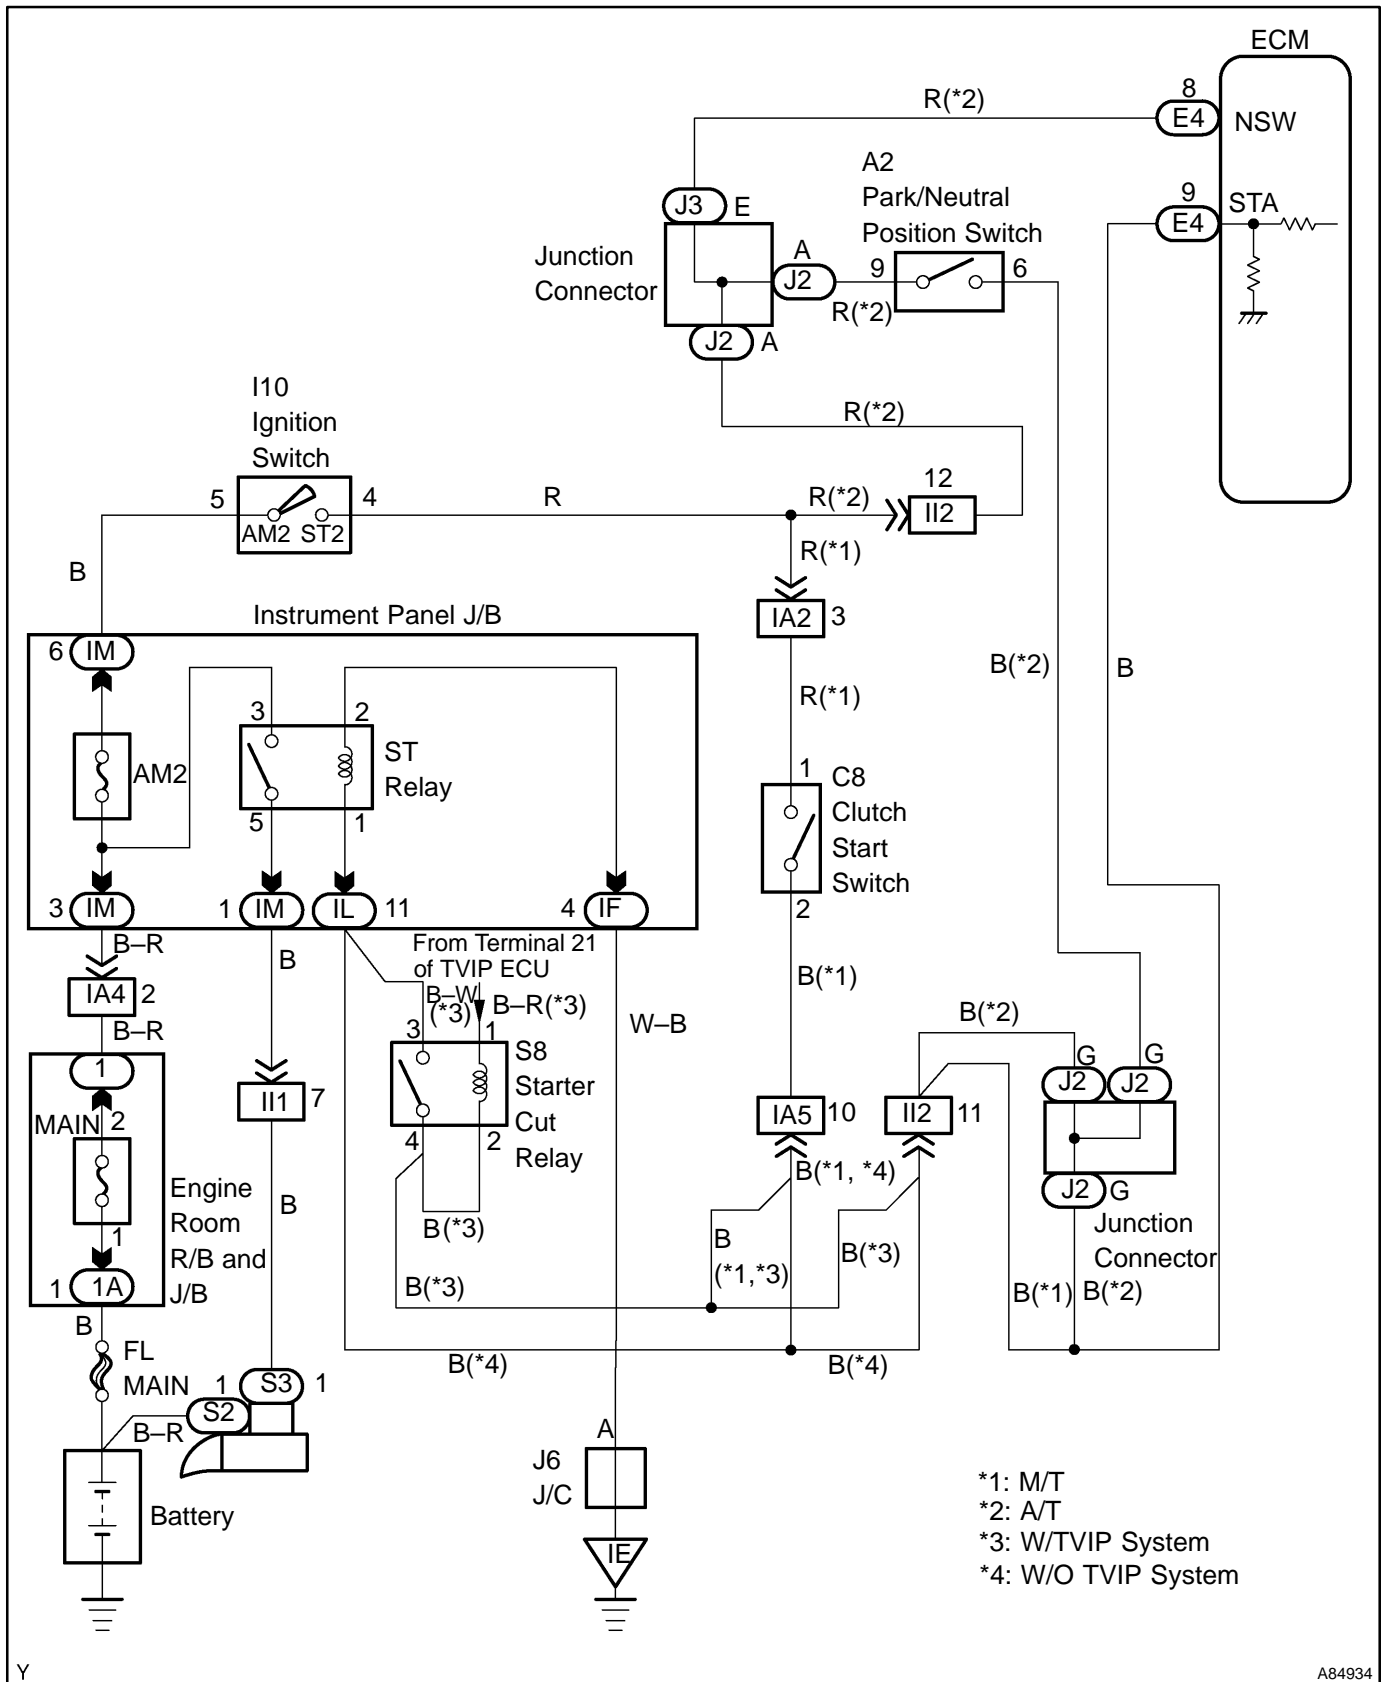 ECM
8
E4
NSW
R(*2)
A2
Park/Neutral
Position Switch
9
E4
STA
J3
E
Junction
Connector
A
J2
9
6
R(*2)
J2
A
I10
Ignition
Switch
R(*2)
5
4
AM2
ST2
R
R(*2)
12
II2
R(*1)
B
Instrument Panel J/B
IA2
3
6
IM
B(*2)
B
R(*1)
3
2
AM2
ST
Relay
5
1
1
C8
Clutch
Start
Switch
2
3
IM
1
IM
IL
11
4
IF
B–R
B
From Terminal 21
of TVIP ECU
B–W
(*3)
B–R(*3)
B(*1)
IA4
2
B–R
W–B
B(*2)
3
1
S8
Starter
Cut
Relay
4
2
G
G
J2
J2
1
MAIN
2
II1
7
IA5
10
II2
11
B(*1, *4)
J2
G
Junction
Connector
Engine
Room
R/B and
J/B
1
1
1A
B
B(*3)
B(*3)
B
(*1,*3)
B(*3)
B(*1)
B(*2)
B
FL
MAIN
B(*4)
B(*4)
1
S3
1
S2
B–R
A
J6
J/C
Battery
IE
*1: M/T
*2: A/T
*3: W/TVIP System
*4: W/O TVIP System
Y
A84934